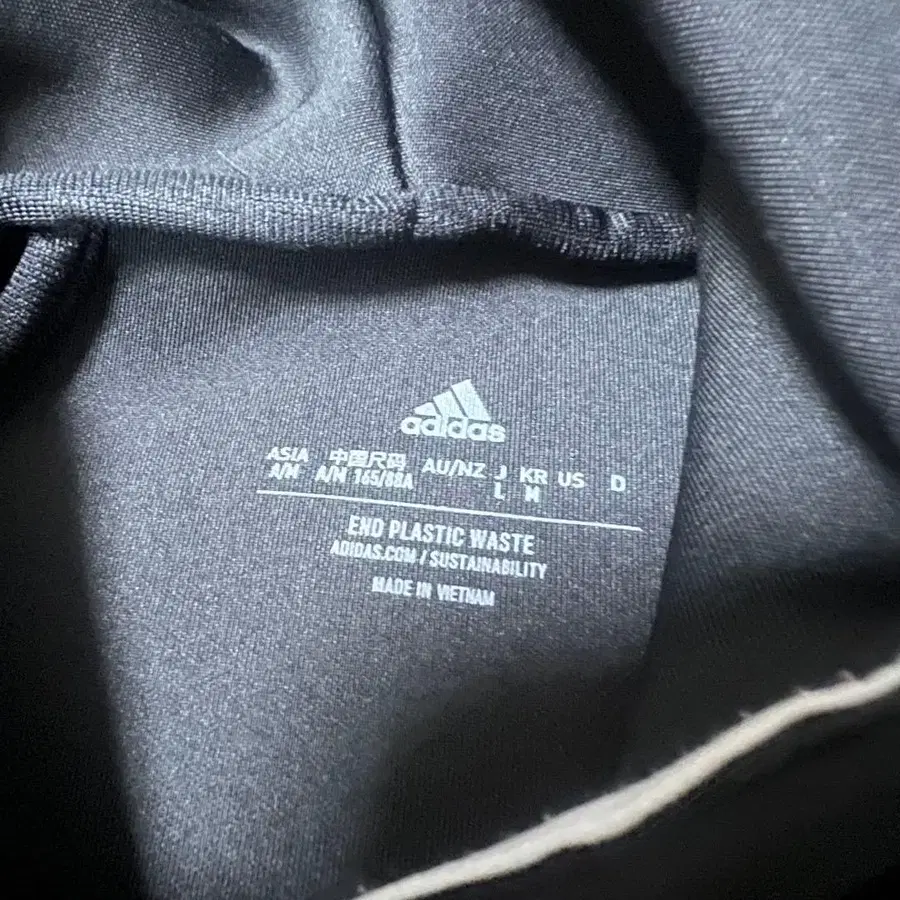 adidas
ASIA 中国尺码 AU/NZ J KR US D
A/M A/M 165/88A L M
END PLASTIC WASTE
ADIDAS.COM / SUSTAINABILITY
MADE IN VIETNAM